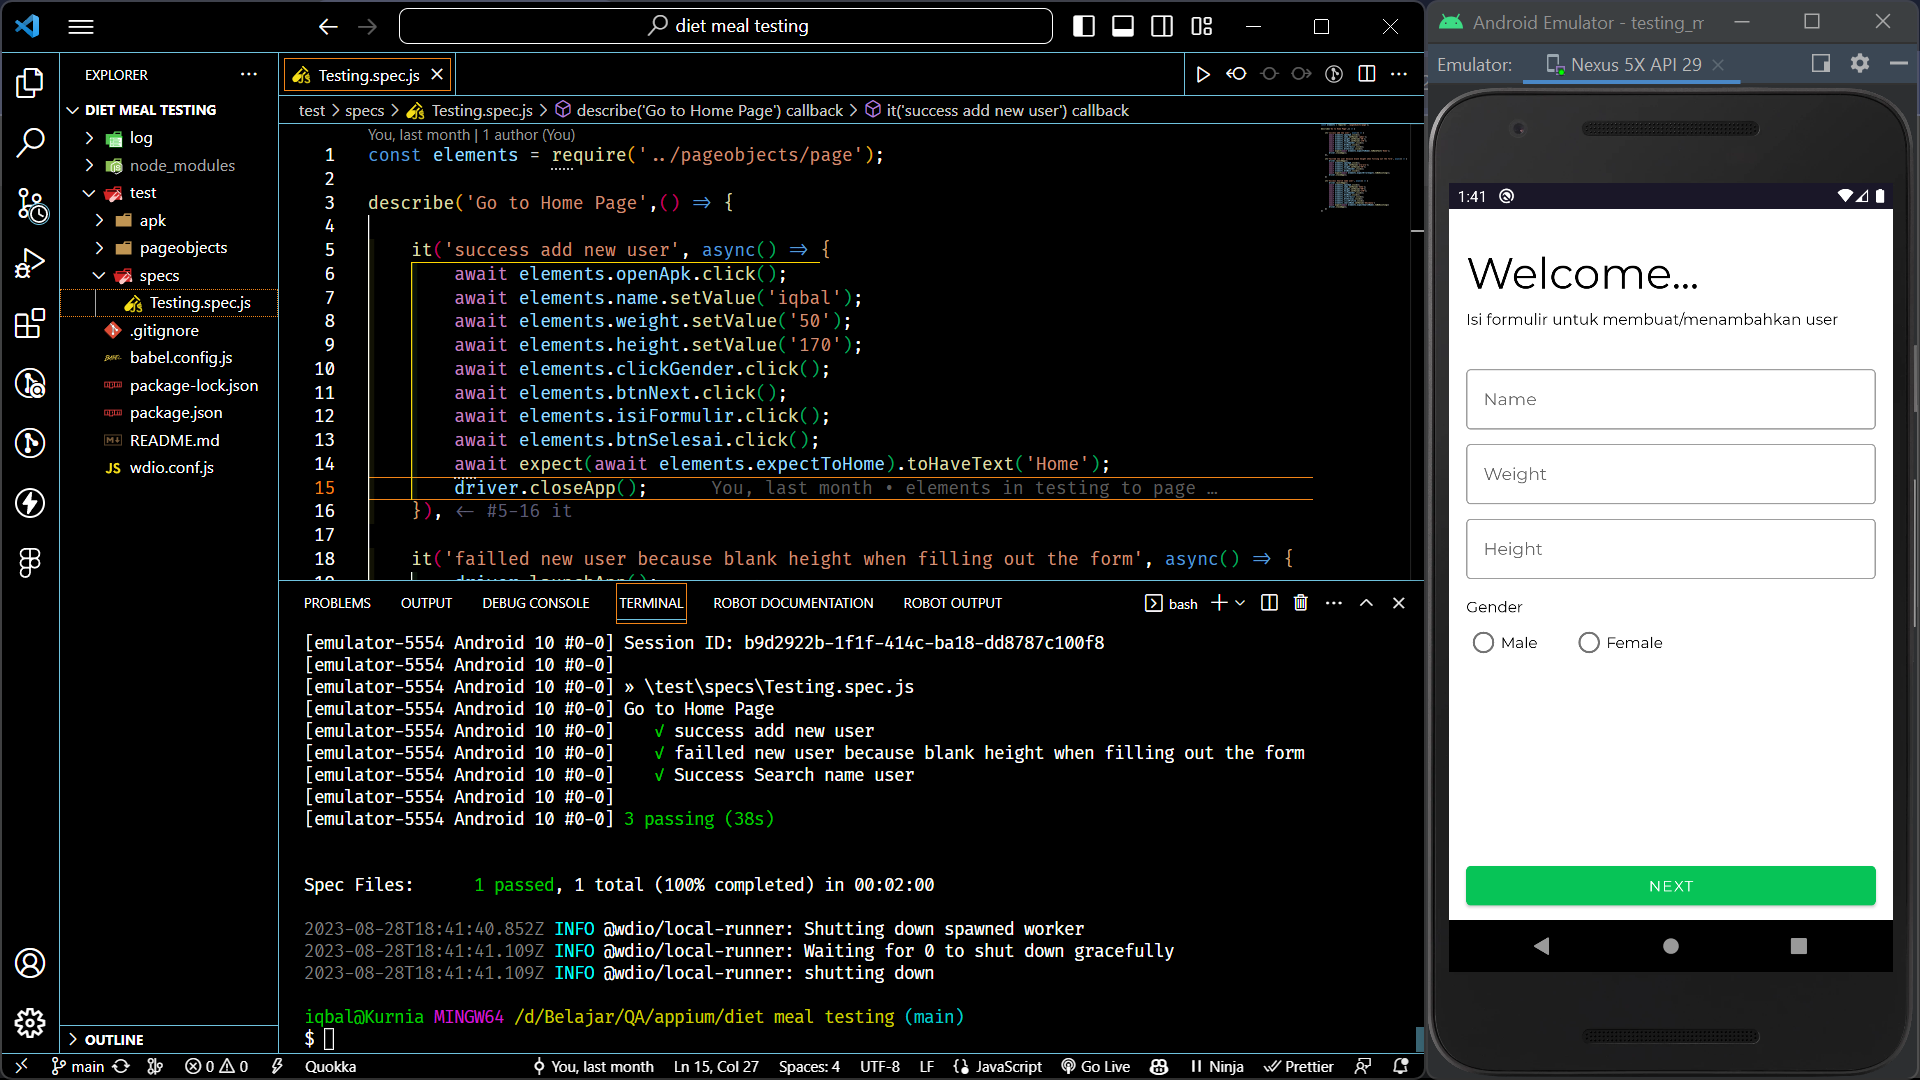 diet meal testing
EXPLORER
DIET MEAL TESTING
log
node_modules
test
apk
pageobjects
specs
Testing.spec.js
.gitignore
babel.config.js
package-lock.json
package.json
README.md
JS wdio.conf.js
OUTLINE
Testing.spec.js
test > specs > Testing.spec.js > describe('Go to Home Page') callback > it('success add new user') callback
You, last month | 1 author (You)
1 const elements = require('../pageobjects/page');
2
3 describe('Go to Home Page',() => {
4
5 it('success add new user', async() => {
6 await elements.openApk.click();
7 await elements.name.setValue('iqbal');
8 await elements.weight.setValue('50');
9 await elements.height.setValue('170');
10 await elements.clickGender.click();
11 await elements.btnNext.click();
12 await elements.isiFormulir.click();
13 await elements.btnSelesai.click();
14 await expect(await elements.expectToHome).toHaveText('Home');
15 driver.closeApp(); You, last month • elements in testing to page …
16 }), <- #5-16 it
17
18 it('failled new user because blank height when filling out the form', async() => {
PROBLEMS OUTPUT DEBUG CONSOLE TERMINAL ROBOT DOCUMENTATION ROBOT OUTPUT bash
[emulator-5554 Android 10 #0-0] Session ID: b9d2922b-1f1f-414c-ba18-dd8787c100f8
[emulator-5554 Android 10 #0-0]
[emulator-5554 Android 10 #0-0] » \test\specs\Testing.spec.js
[emulator-5554 Android 10 #0-0] Go to Home Page
[emulator-5554 Android 10 #0-0] √ success add new user
[emulator-5554 Android 10 #0-0] √ failled new user because blank height when filling out the form
[emulator-5554 Android 10 #0-0] √ Success Search name user
[emulator-5554 Android 10 #0-0]
[emulator-5554 Android 10 #0-0] 3 passing (38s)
Spec Files: 1 passed, 1 total (100% completed) in 00:02:00
2023-08-28T18:41:40.852Z INFO @wdio/local-runner: Shutting down spawned worker
2023-08-28T18:41:41.109Z INFO @wdio/local-runner: Waiting for 0 to shut down gracefully
2023-08-28T18:41:41.109Z INFO @wdio/local-runner: shutting down
iqbal@Kurnia MINGW64 /d/Belajar/QA/appium/diet meal testing (main)
$
main 0 0 Quokka You, last month Ln 15, Col 27 Spaces: 4 UTF-8 LF JavaScript Go Live Ninja Prettier
Android Emulator - testing_
Emulator: Nexus 5X API 29
1:41
Welcome...
Isi formulir untuk membuat/menambahkan user
Name
Weight
Height
Gender
Male Female
NEXT